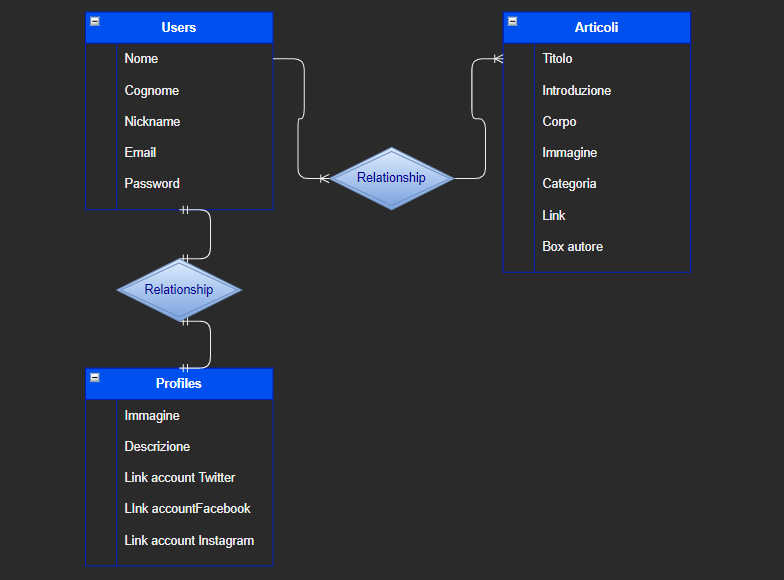 Users
Nome
Cognome
Nickname
Email
Password
Relationship
Articoli
Titolo
Introduzione
Corpo
Immagine
Categoria
Link
Box autore
Relationship
Profiles
Immagine
Descrizione
Link account Twitter
LInk accountFacebook
Link account Instagram